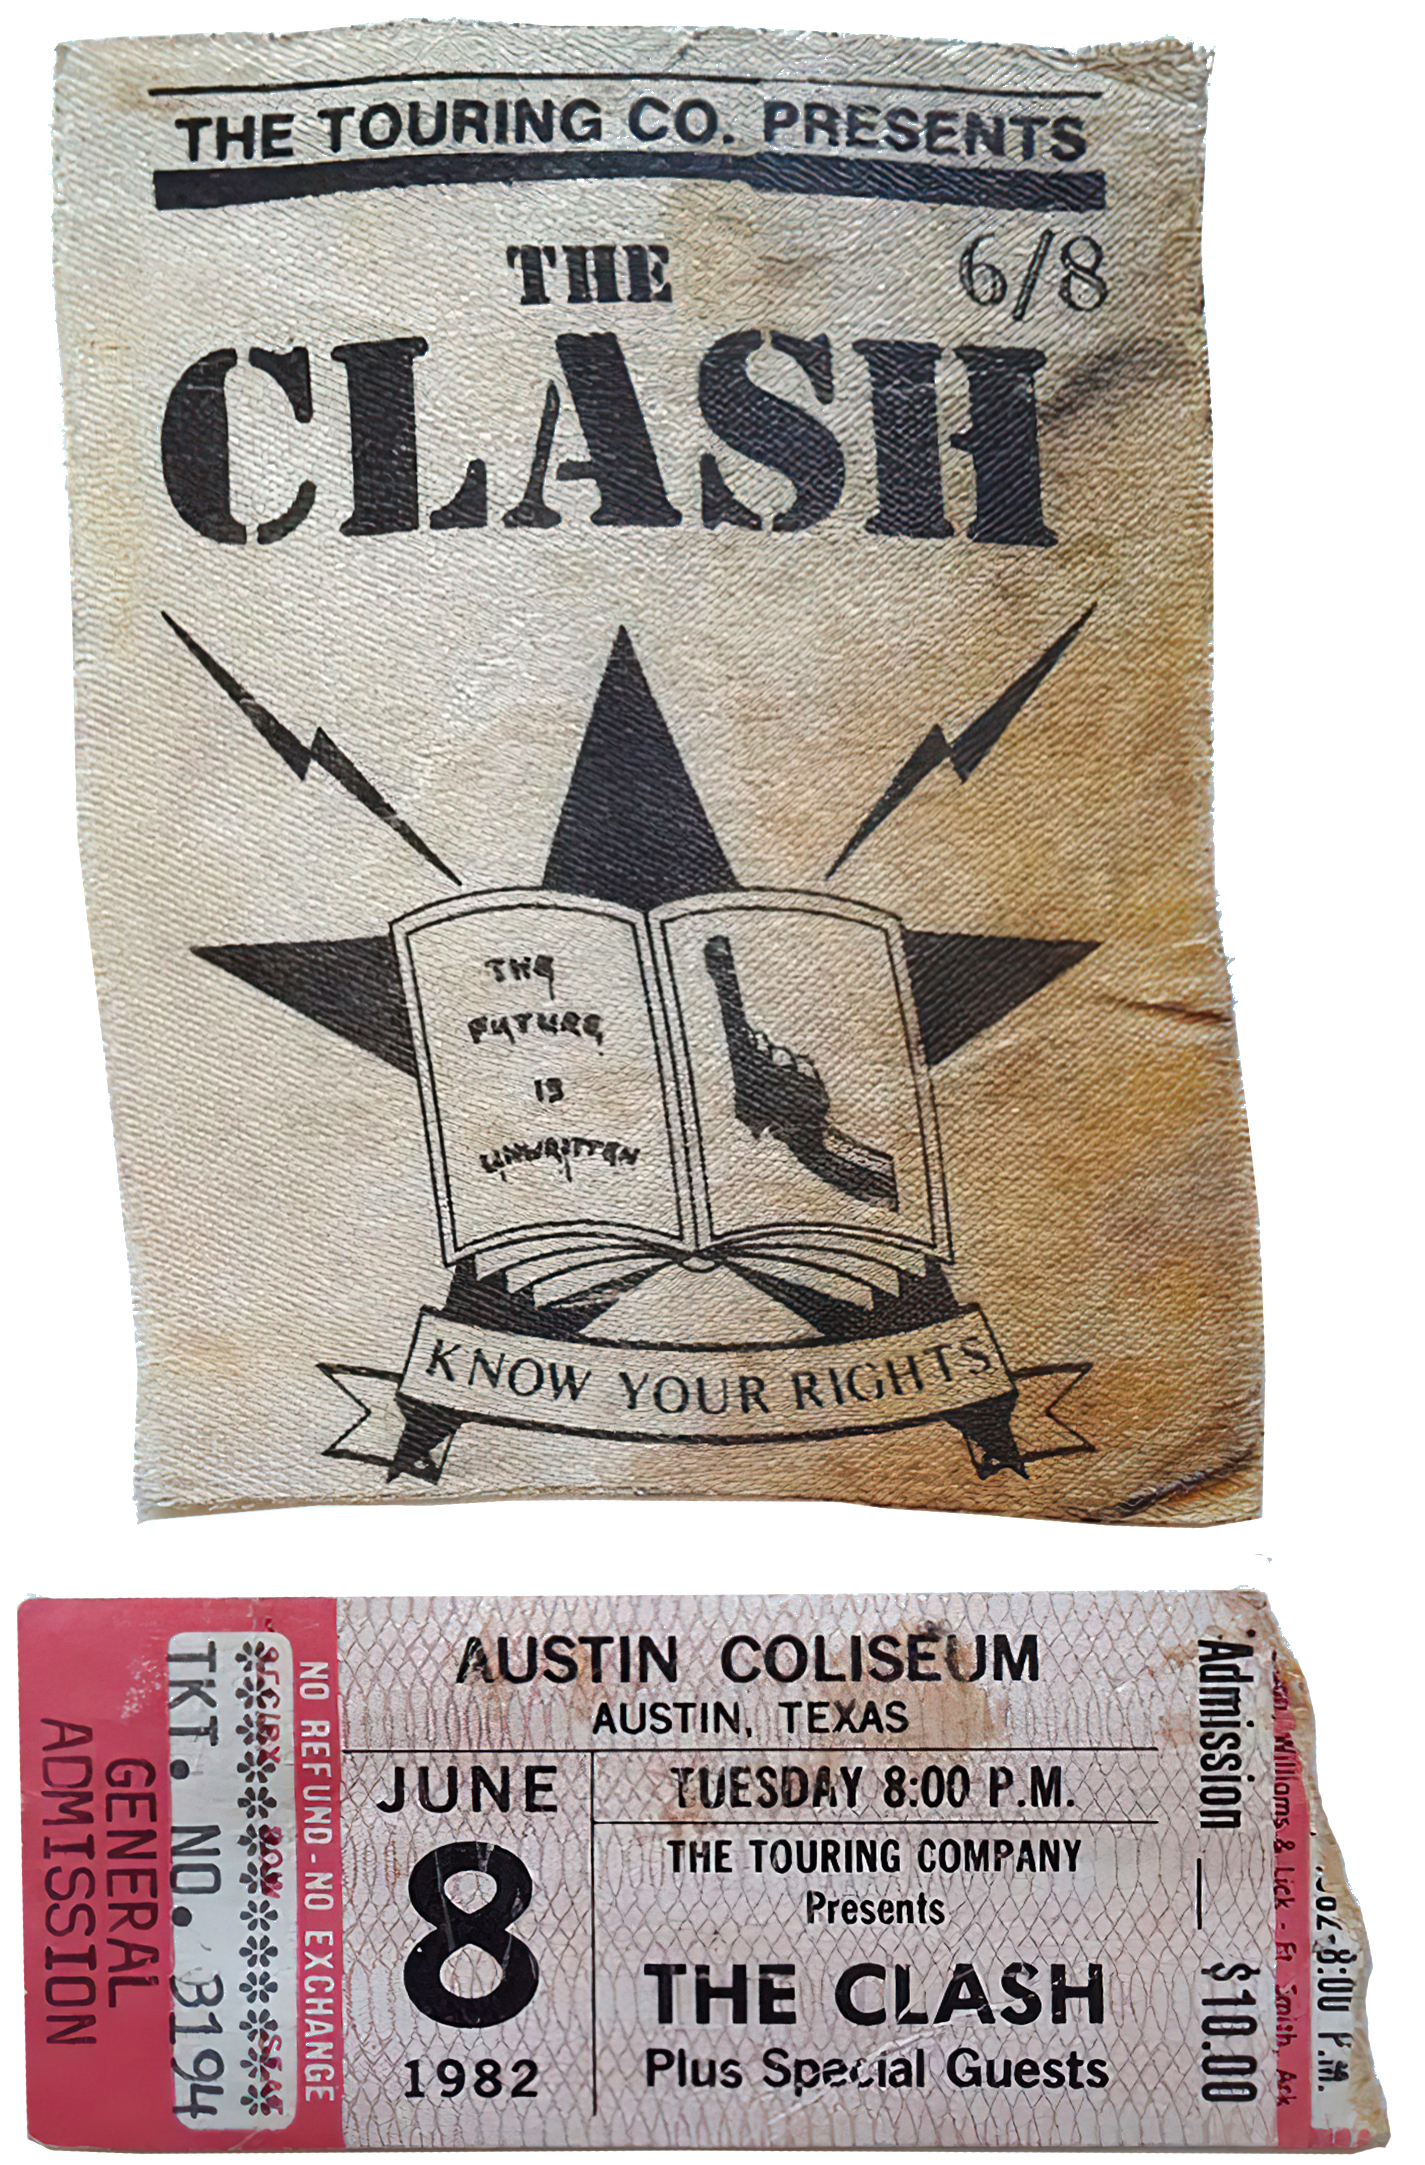 THE TOURING CO. PRESENTS
THE
6/8
CLASH
THE
FUTURE
IS
UNWRITTEN
KNOW YOUR RIGHTS
GENERAL
ADMISSION
TKT. NO. B194
NO REFUND - NO EXCHANGE
AUSTIN COLISEUM
AUSTIN, TEXAS
JUNE
8
1982
TUESDAY 8:00 P.M.
THE TOURING COMPANY
Presents
THE CLASH
Plus Special Guests
Admission — $10.00
Williams & Lick - Ft. Smith, Ark
8:00 P.M.